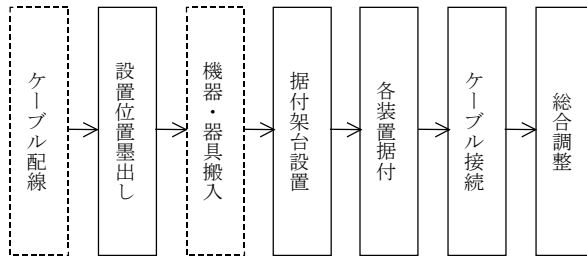 ケーブル配線
設置位置墨出し
機器・器具搬入
据付架台設置
各装置据付
ケーブル接続
総合調整